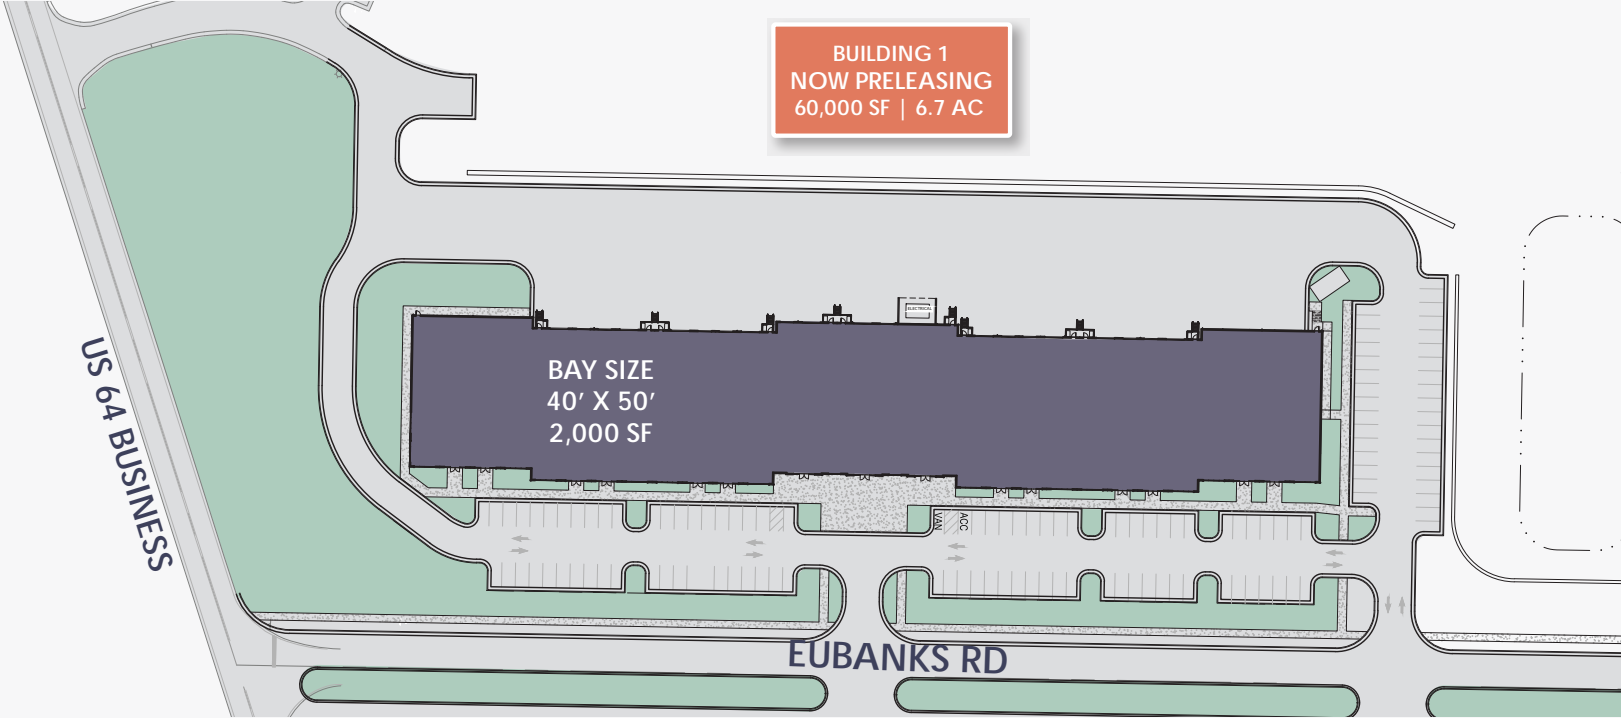 BUILDING 1
NOW PRELEASING
60,000 SF | 6.7 AC
ELECTRICAL
BAY SIZE
40’ X 50’
2,000 SF
US 64 BUSINESS
VAN
ACC
EUBANKS RD